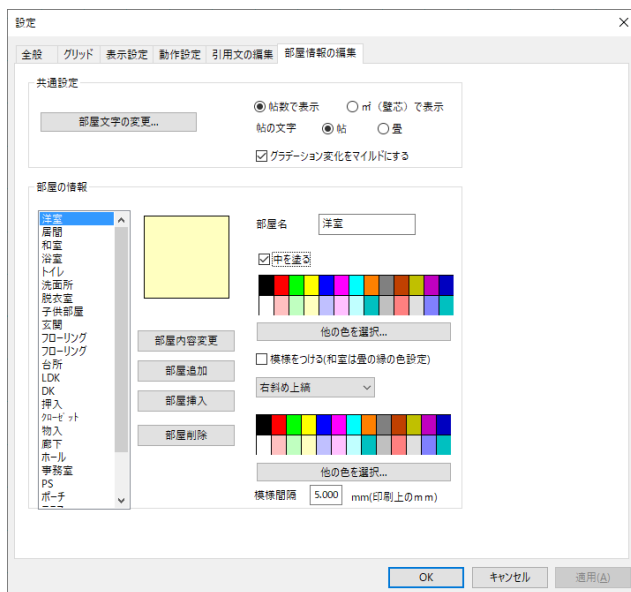 設定
全般 グリッド 表示設定 動作設定 引用文の編集 部屋情報の編集
共通設定
部屋文字の変更...
帖数で表示 ㎡（壁芯）で表示
帖の文字 帖 畳
グラデーション変化をマイルドにする
部屋の情報
洋室
居間
和室
浴室
トイレ
洗面所
脱衣室
子供部屋
玄関
フローリング
フローリング
台所
LDK
DK
押入
クローゼット
物入
廊下
ホール
事務室
PS
ポーチ
部屋内容変更
部屋追加
部屋挿入
部屋削除
部屋名 洋室
中を塗る
他の色を選択...
模様をつける(和室は畳の縁の色設定)
右斜め上縞
他の色を選択...
模様間隔 5.000 mm(印刷上のmm)
OK キャンセル 適用(A)